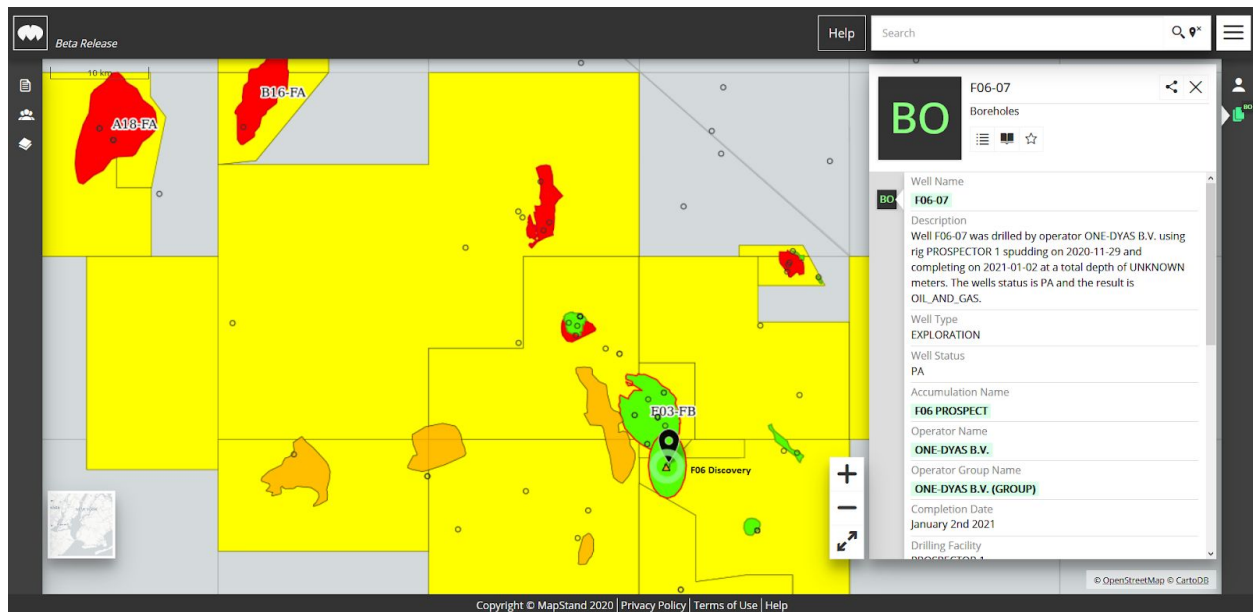 Beta Release
Help
Search
10 km
A18-FA
B16-FA
F03-FB
F06 Discovery
BO
F06-07
Boreholes
BO
BO
Well Name
F06-07
Description
Well F06-07 was drilled by operator ONE-DYAS B.V. using
rig PROSPECTOR 1 spudding on 2020-11-29 and
completing on 2021-01-02 at a total depth of UNKNOWN
meters. The wells status is PA and the result is
OIL_AND_GAS.
Well Type
EXPLORATION
Well Status
PA
Accumulation Name
F06 PROSPECT
Operator Name
ONE-DYAS B.V.
Operator Group Name
ONE-DYAS B.V. (GROUP)
Completion Date
January 2nd 2021
Drilling Facility
PROSPECTOR 1
© OpenStreetMap © CartoDB
Copyright © MapStand 2020 | Privacy Policy | Terms of Use | Help